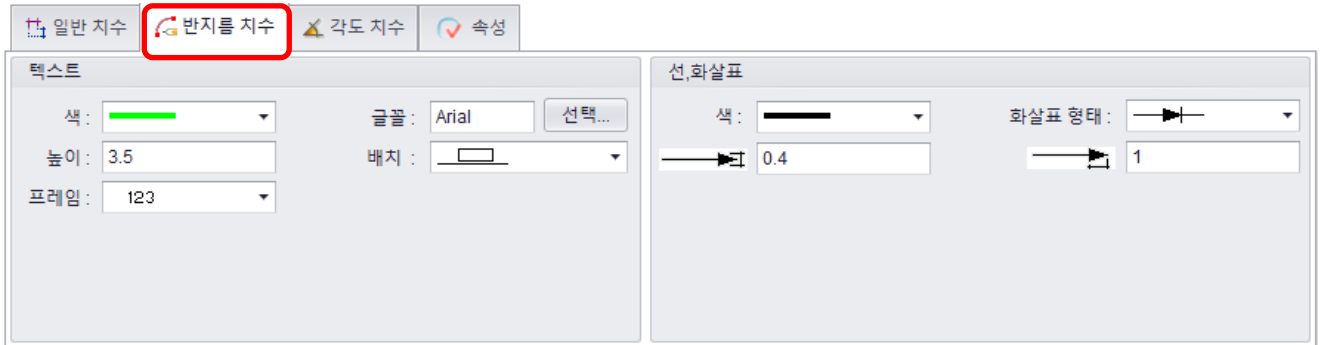 일반 치수 반지름 치수 각도 치수 속성
텍스트
색 : 글꼴 : Arial 선택...
높이 : 3.5 배치 :
프레임 : 123
선,화살표
색 : 화살표 형태 :
0.4 1